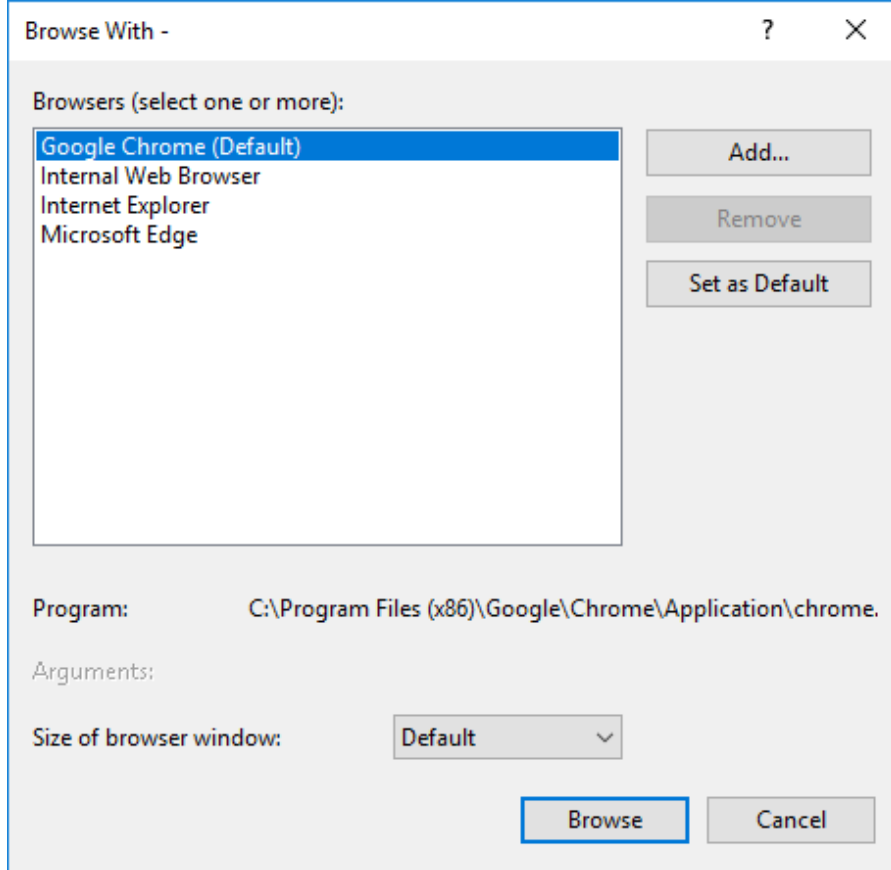 Browse With -
?
Browsers (select one or more):
Google Chrome (Default)
Internal Web Browser
Internet Explorer
Microsoft Edge
Add...
Remove
Set as Default
Program: C:\Program Files (x86)\Google\Chrome\Application\chrome.
Arguments:
Size of browser window: Default
Browse Cancel